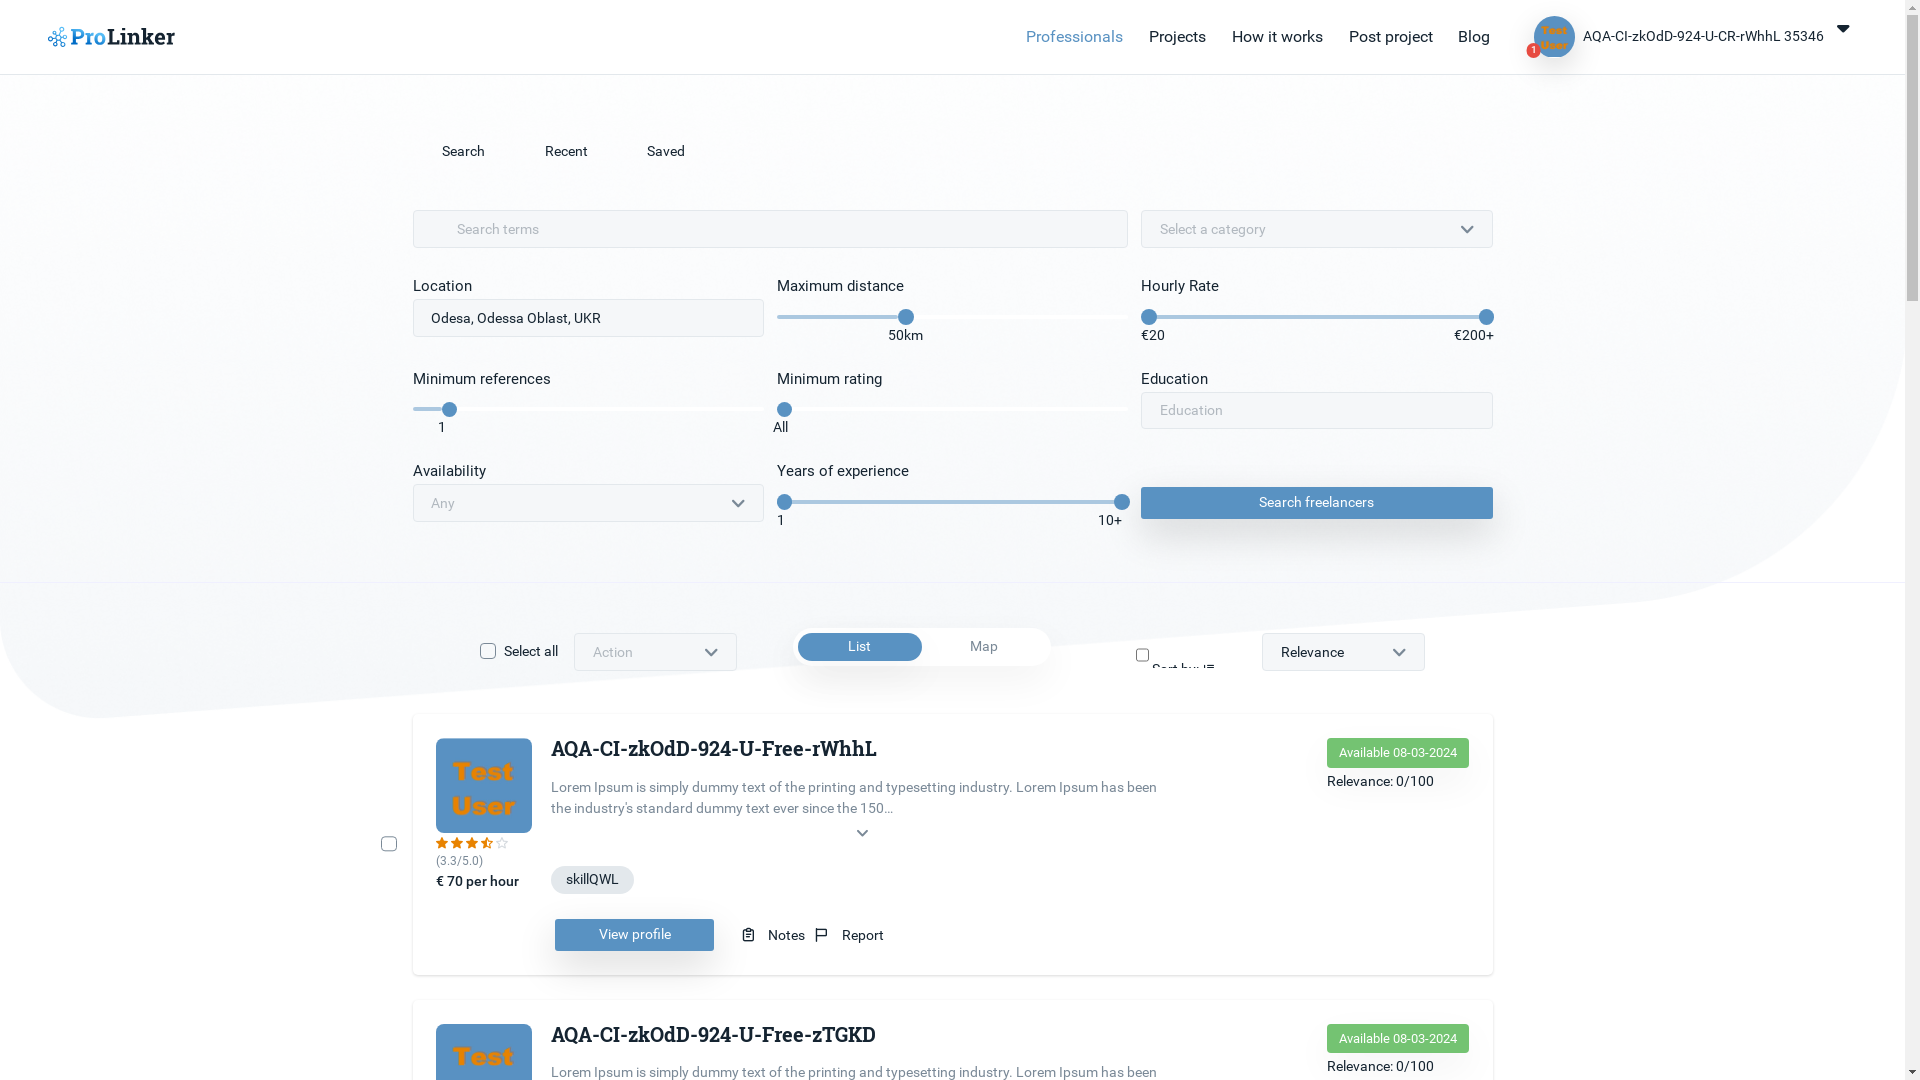 ProLinker
Professionals
Projects
How it works
Post project
Blog
Test
User
1
AQA-CI-zkOdD-924-U-CR-rWhhL 35346
Search
Recent
Saved
Search terms
Select a category
Location
Maximum distance
Hourly Rate
Odesa, Odessa Oblast, UKR
50km
€20
€200+
Minimum references
Minimum rating
Education
1
All
Education
Availability
Years of experience
Any
1
10+
Search freelancers
Select all
Action
List
Map
Sort by:
Relevance
Test
User
AQA-CI-zkOdD-924-U-Free-rWhhL
Available 08-03-2024
Relevance: 0/100
Lorem Ipsum is simply dummy text of the printing and typesetting industry. Lorem Ipsum has been
the industry's standard dummy text ever since the 150...
(3.3/5.0)
€ 70 per hour
skillQWL
View profile
Notes
Report
Test
AQA-CI-zkOdD-924-U-Free-zTGKD
Available 08-03-2024
Relevance: 0/100
Lorem Ipsum is simply dummy text of the printing and typesetting industry. Lorem Ipsum has been